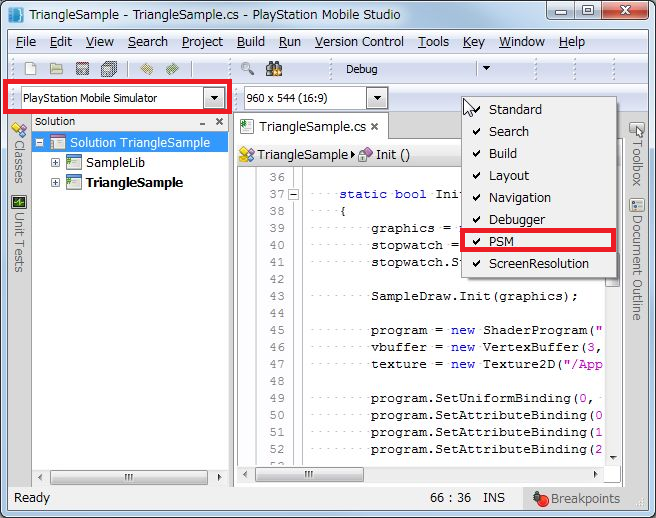 TriangleSample - TriangleSample.cs - PlayStation Mobile Studio
File Edit View Search Project Build Run Version Control Tools Key Window Help
Debug
PlayStation Mobile Simulator
960 x 544 (16:9)
Classes
Unit Tests
Solution
Solution TriangleSample
SampleLib
TriangleSample
TriangleSample.cs
TriangleSample Init ()
36
37 static bool Init
38 {
39 graphics =
40 stopwatch =
41 stopwatch.S
42
43 SampleDraw.Init(graphics);
44
45 program = new ShaderProgram("
46 vbuffer = new VertexBuffer(3,
47 texture = new Texture2D("/App
48
49 program.SetUniformBinding(0,
50 program.SetAttributeBinding(0
51 program.SetAttributeBinding(1
52 program.SetAttributeBinding(2
53
Standard
Search
Build
Layout
Navigation
Debugger
PSM
ScreenResolution
Toolbox
Document Outline
Ready
66 : 36 INS
Breakpoints